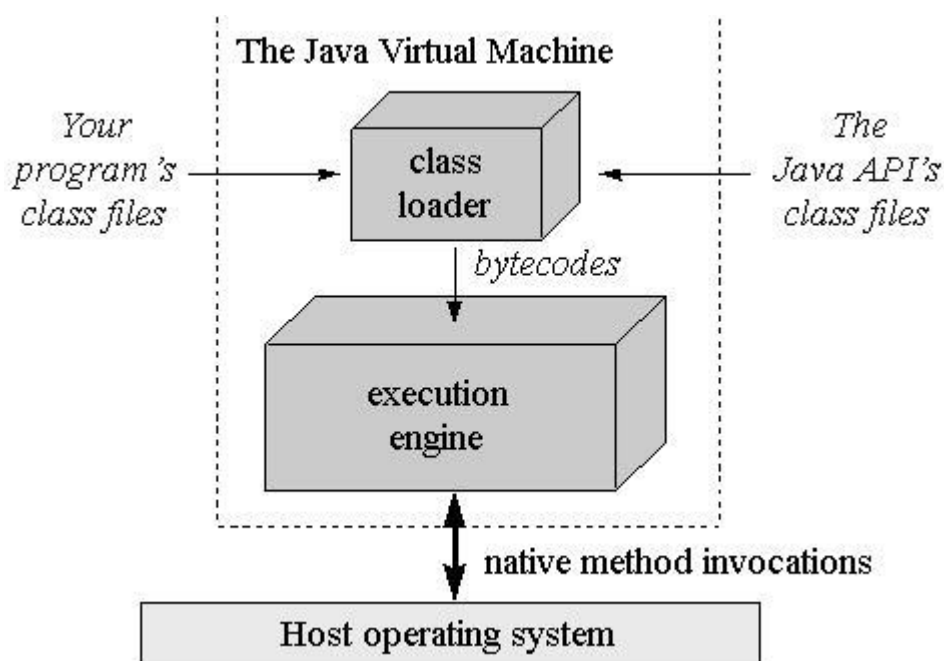 The Java Virtual Machine
Your
program's
class files
class
loader
The
Java API's
class files
bytecodes
execution
engine
native method invocations
Host operating system